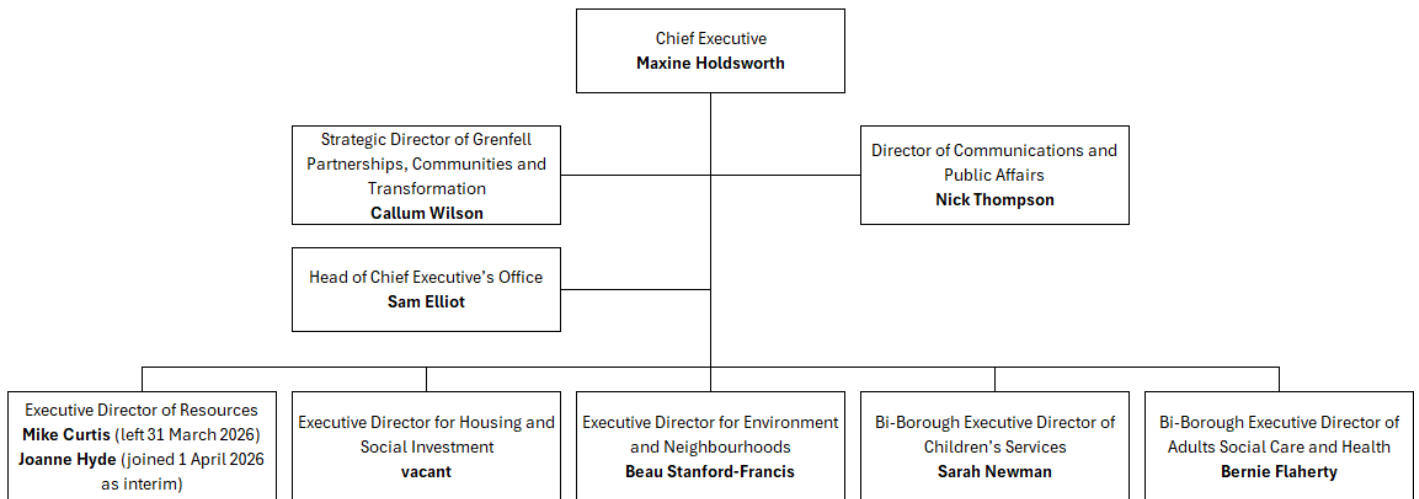 Chief Executive
Maxine Holdsworth
Strategic Director of Grenfell
Partnerships, Communities and
Transformation
Callum Wilson
Director of Communications and
Public Affairs
Nick Thompson
Head of Chief Executive’s Office
Sam Elliot
Executive Director of Resources
Mike Curtis (left 31 March 2026)
Joanne Hyde (joined 1 April 2026
as interim)
Executive Director for Housing and
Social Investment
vacant
Executive Director for Environment
and Neighbourhoods
Beau Stanford-Francis
Bi-Borough Executive Director of
Children’s Services
Sarah Newman
Bi-Borough Executive Director of
Adults Social Care and Health
Bernie Flaherty